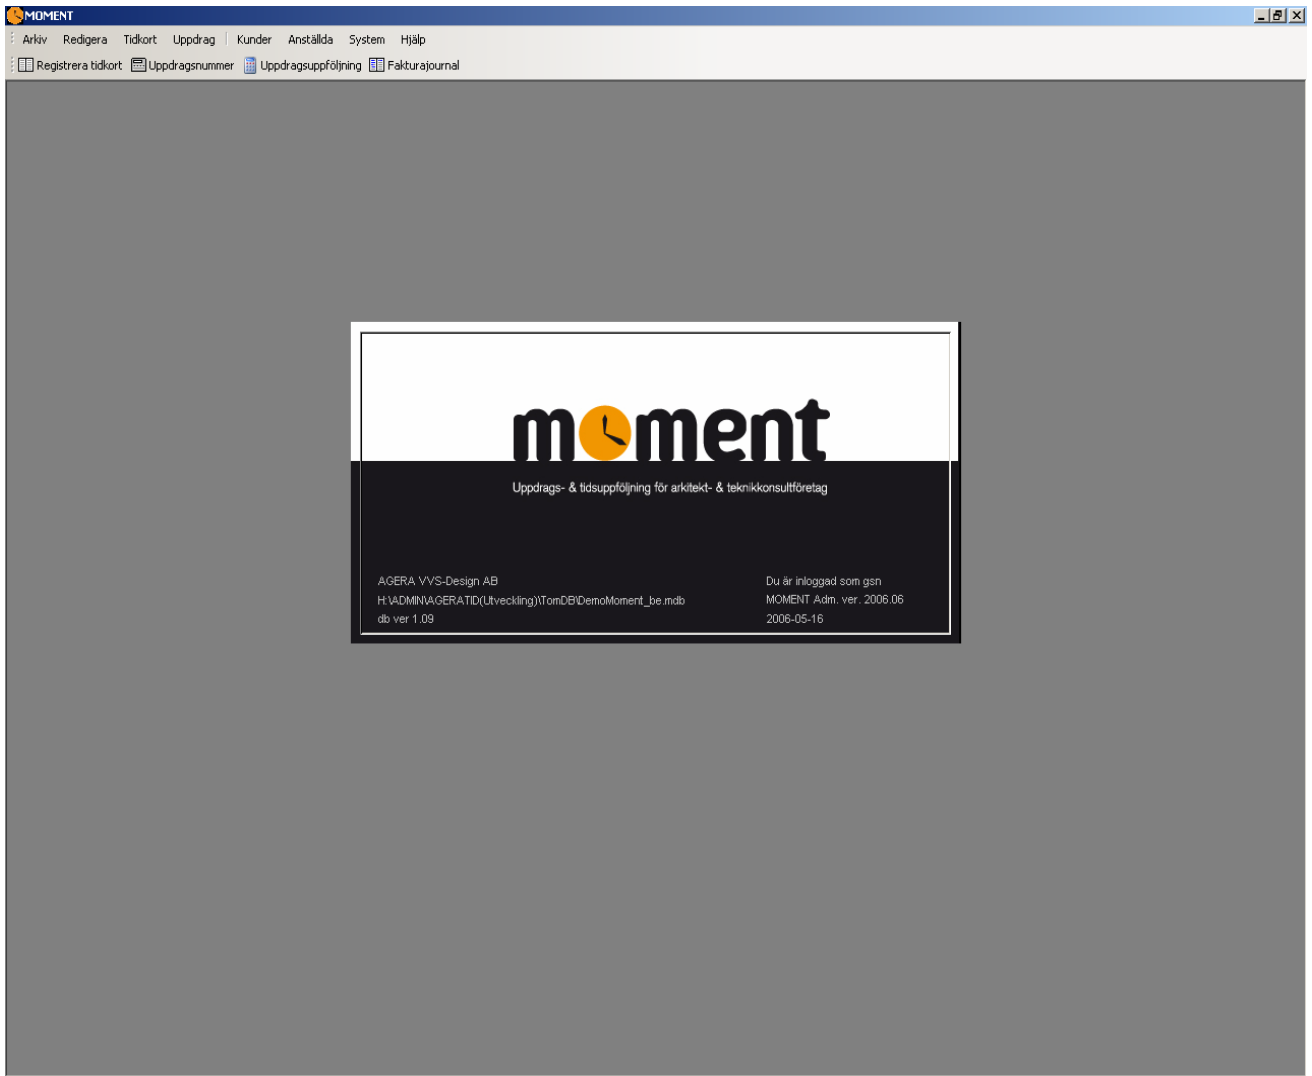 MOMENT
Arkiv Redigera Tidkort Uppdrag Kunder Anställda System Hjälp
Registrera tidkort Uppdragsnummer Uppdragsuppföljning Fakturajournal
moment
Uppdrags- & tidsuppföljning för arkitekt- & teknikkonsultföretag
AGERA VVS-Design AB
H:\ADMIN\AGERATID(Utveckling)\TomDB\DemoMoment_be.mdb
db ver 1.09
Du är inloggad som gsn
MOMENT Adm. ver. 2006.06
2006-05-16